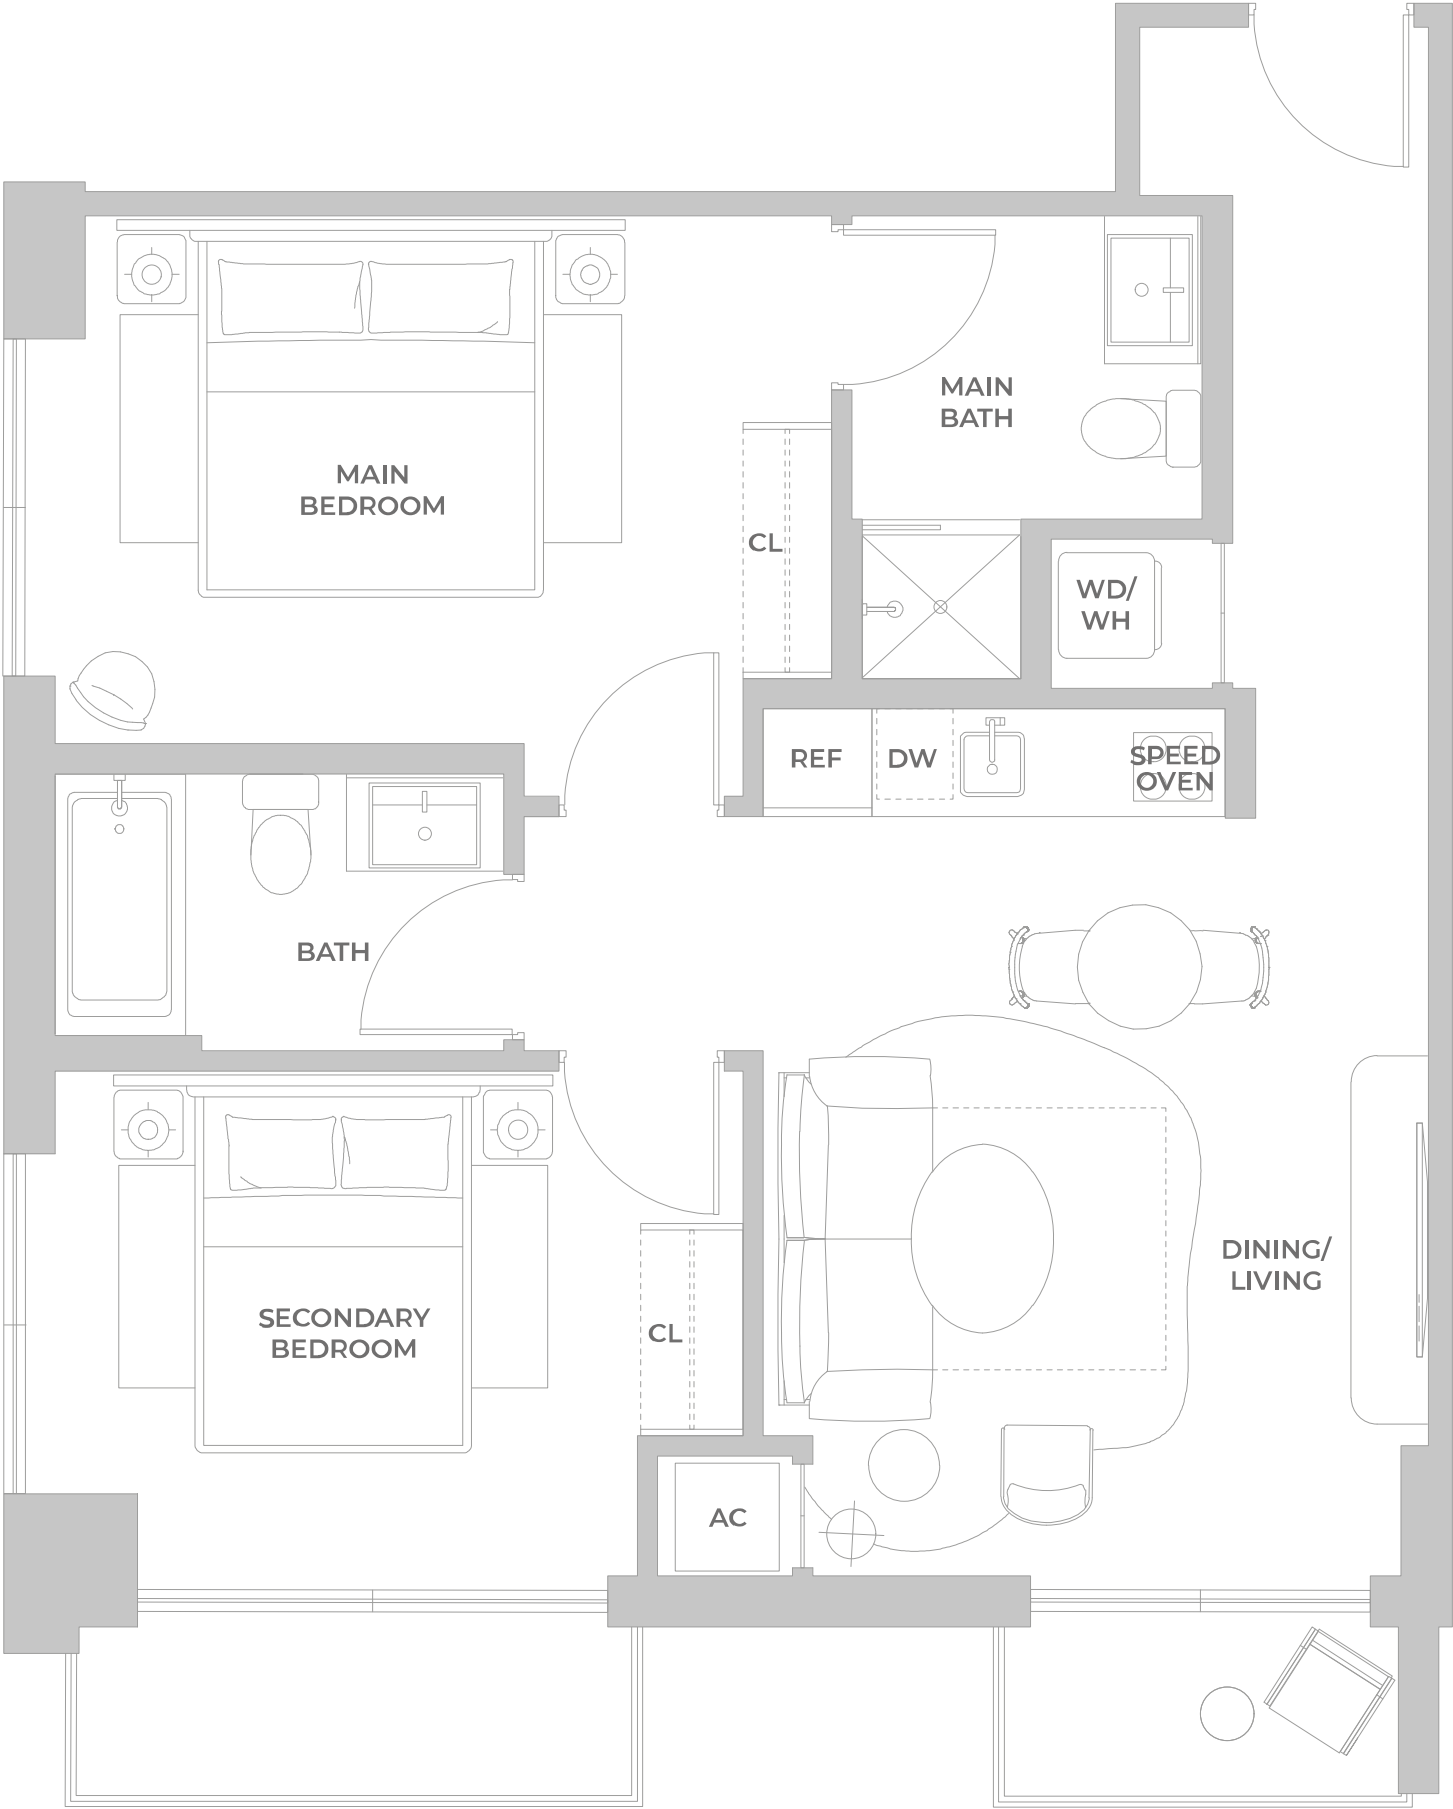 MAIN
BATH
MAIN
BEDROOM
CL
WD/
WH
REF
DW
SPEED
OVEN
BATH
DINING/
LIVING
SECONDARY
BEDROOM
CL
AC